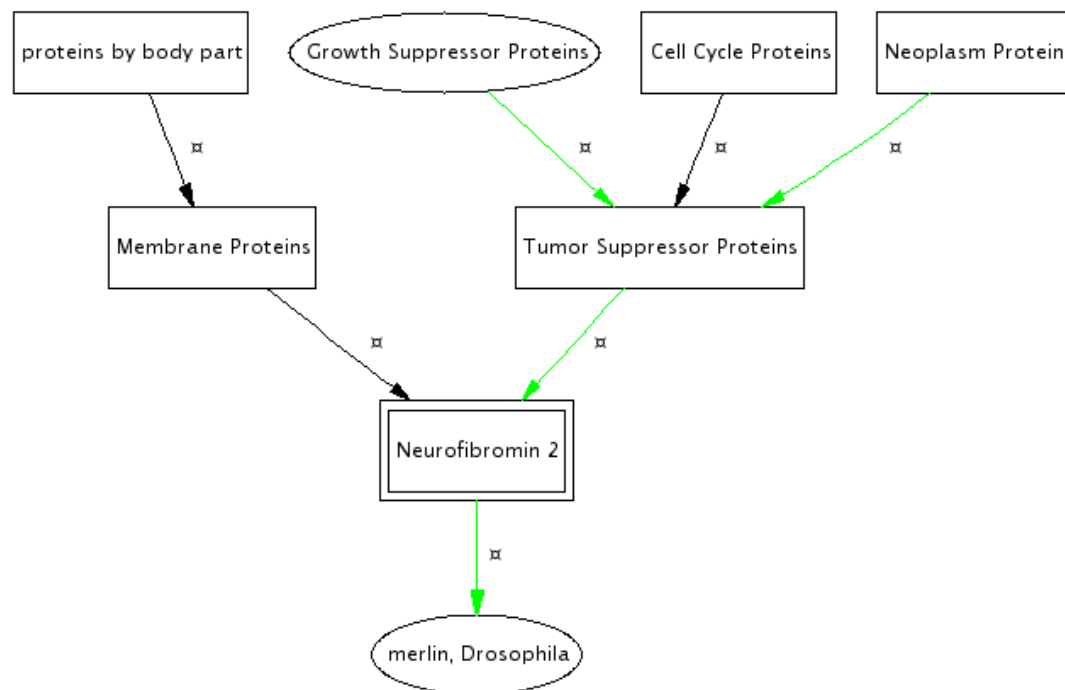 proteins by body part
Growth Suppressor Proteins
Cell Cycle Proteins
Neoplasm Protein
¤
¤
¤
¤
Membrane Proteins
Tumor Suppressor Proteins
¤
¤
Neurofibromin 2
¤
merlin, Drosophila